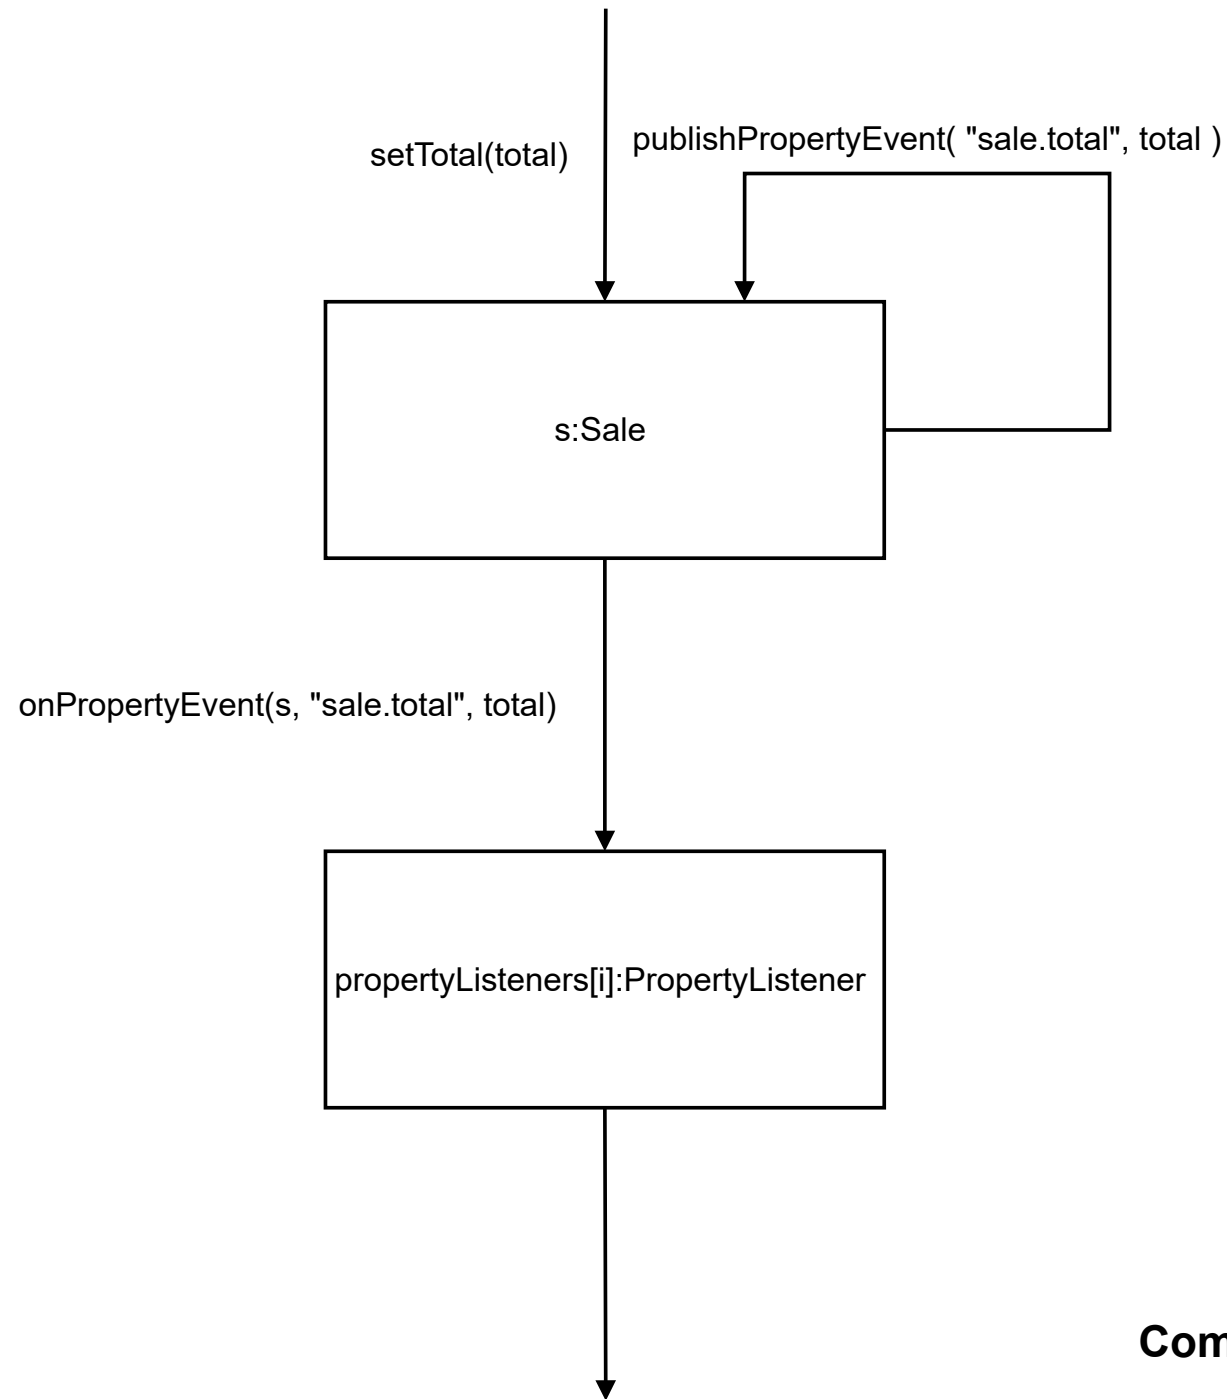 publishPropertyEvent( "sale.total", total )
setTotal(total)
s:Sale
onPropertyEvent(s, "sale.total", total)
propertyListeners[i]:PropertyListener
Com